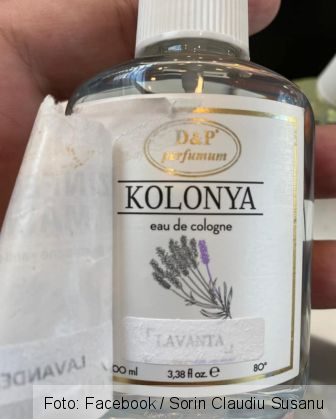 D&P®
perfumum
KOLONYA
eau de cologne
LAVANTA
00 ml 3,38 fl oz. e 80°
LAVANDE
Foto: Facebook / Sorin Claudiu Susanu